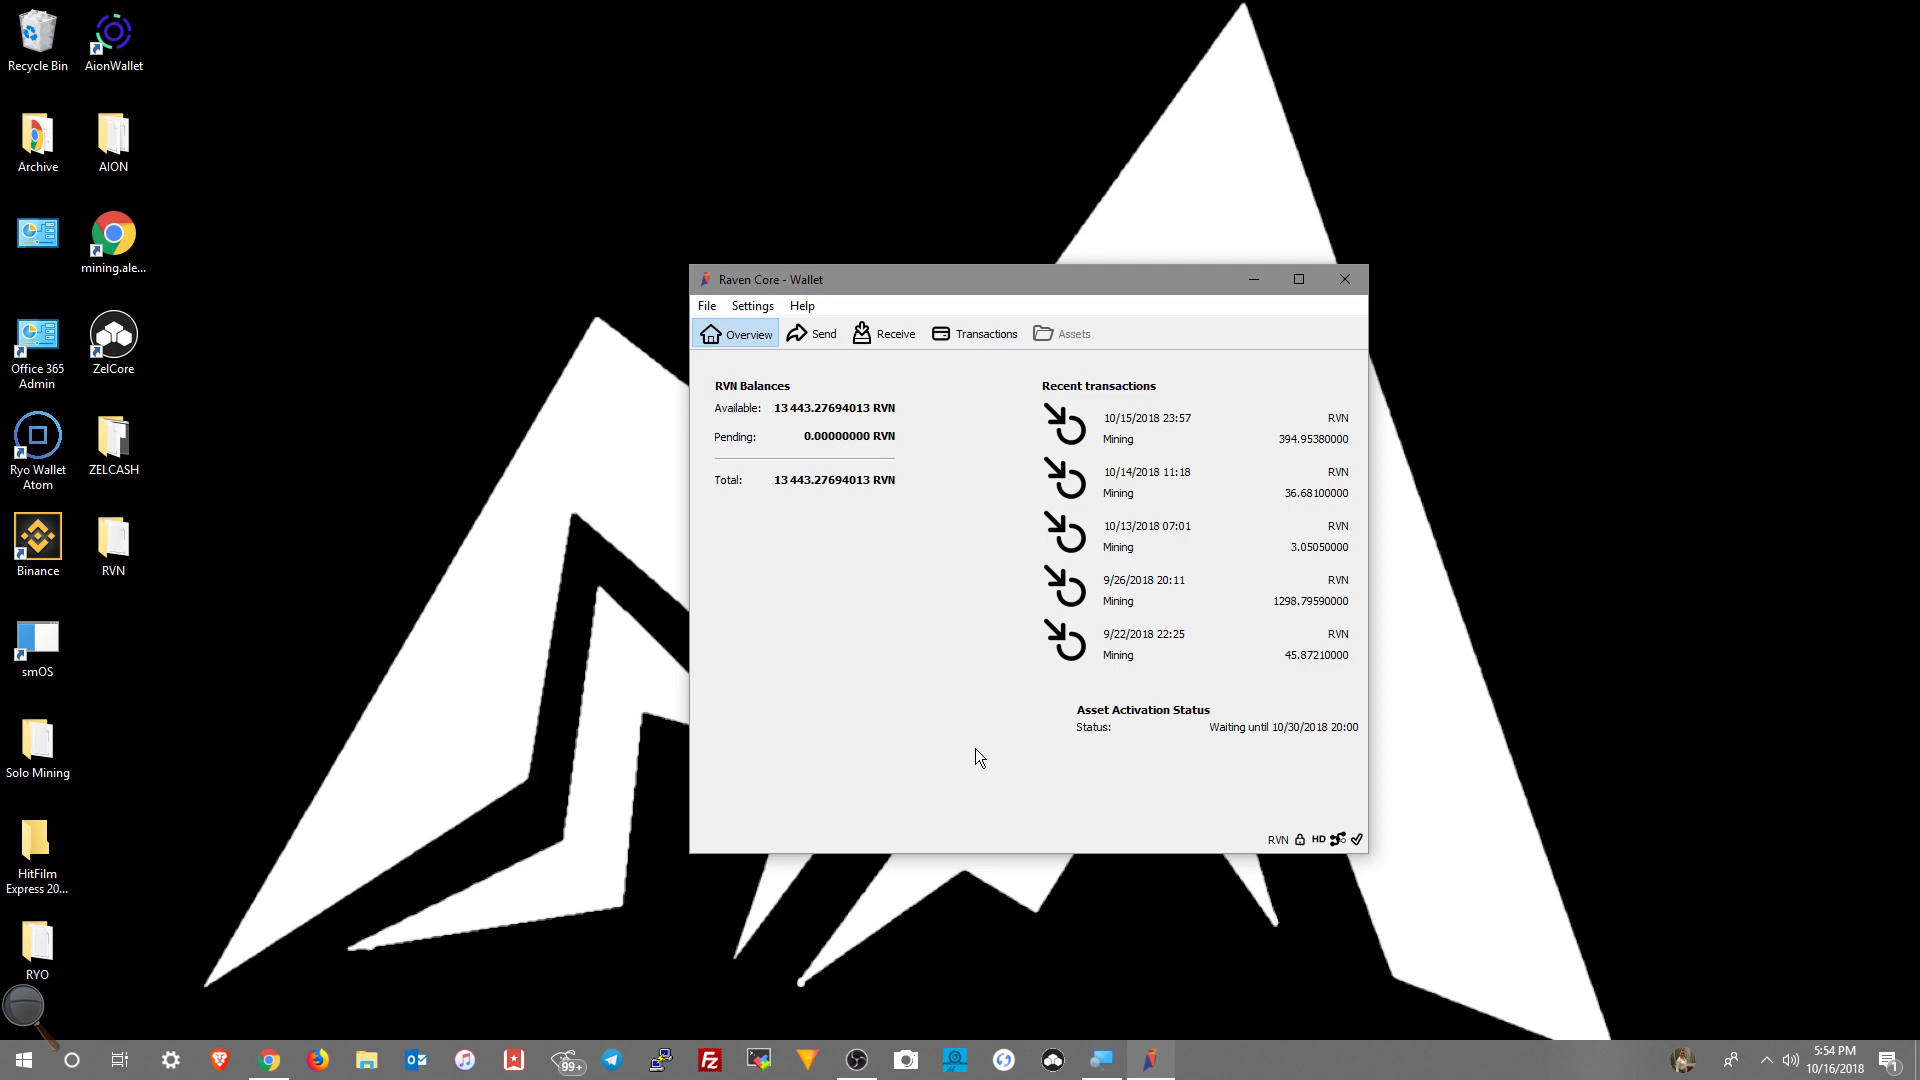 Recycle Bin
AionWallet
Archive
AION
mining.ale...
Office 365
Admin
ZelCore
Ryo Wallet
Atom
ZELCASH
Binance
RVN
smOS
Solo Mining
HitFilm
Express 20...
RYO
Raven Core - Wallet
File Settings Help
Overview Send Receive Transactions Assets
RVN Balances
Available: 13 443.27694013 RVN
Pending: 0.00000000 RVN
Total: 13 443.27694013 RVN
Recent transactions
10/15/2018 23:57 RVN
Mining 394.95380000
10/14/2018 11:18 RVN
Mining 36.68100000
10/13/2018 07:01 RVN
Mining 3.05050000
9/26/2018 20:11 RVN
Mining 1298.79590000
9/22/2018 22:25 RVN
Mining 45.87210000
Asset Activation Status
Status: Waiting until 10/30/2018 20:00
RVN HD
99+
5:54 PM
10/16/2018
1